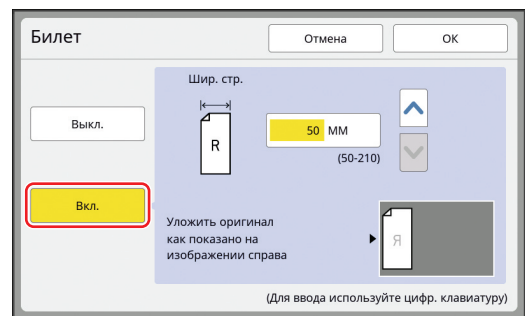 Билет
Отмена
ОК
Выкл.
Вкл.
Шир. стр.
R
50 ММ
(50-210)
Уложить оригинал
как показано на
изображении справа
Я
(Для ввода используйте цифр. клавиатуру)